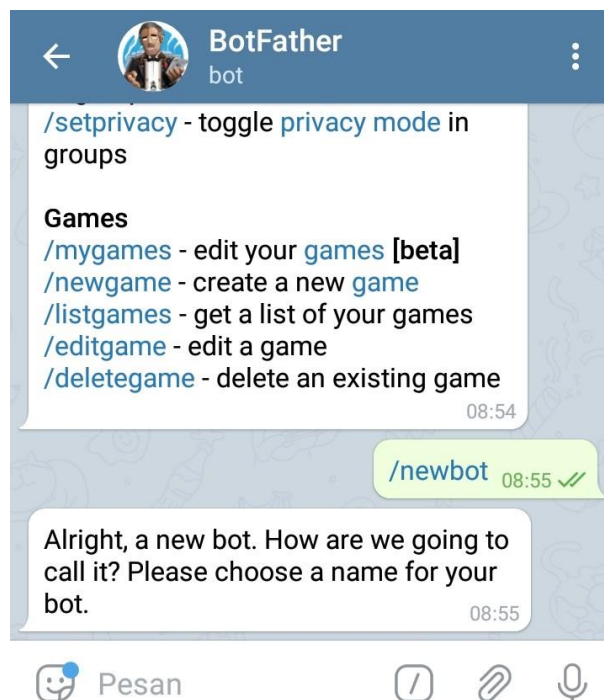 BotFather
bot
/setprivacy - toggle privacy mode in
groups
Games
/mygames - edit your games [beta]
/newgame - create a new game
/listgames - get a list of your games
/editgame - edit a game
/deletegame - delete an existing game
08:54
/newbot 08:55
Alright, a new bot. How are we going to
call it? Please choose a name for your
bot.
08:55
Pesan